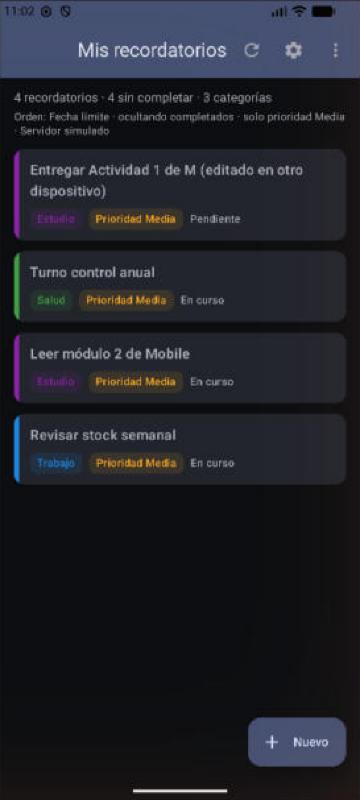 11:02
Mis recordatorios
4 recordatorios · 4 sin completar · 3 categorías
Orden: Fecha límite · ocultando completados · solo prioridad Media
· Servidor simulado
Entregar Actividad 1 de M (editado en otro
dispositivo)
Estudio Prioridad Media Pendiente
Turno control anual
Salud Prioridad Media En curso
Leer módulo 2 de Mobile
Estudio Prioridad Media En curso
Revisar stock semanal
Trabajo Prioridad Media En curso
+ Nuevo